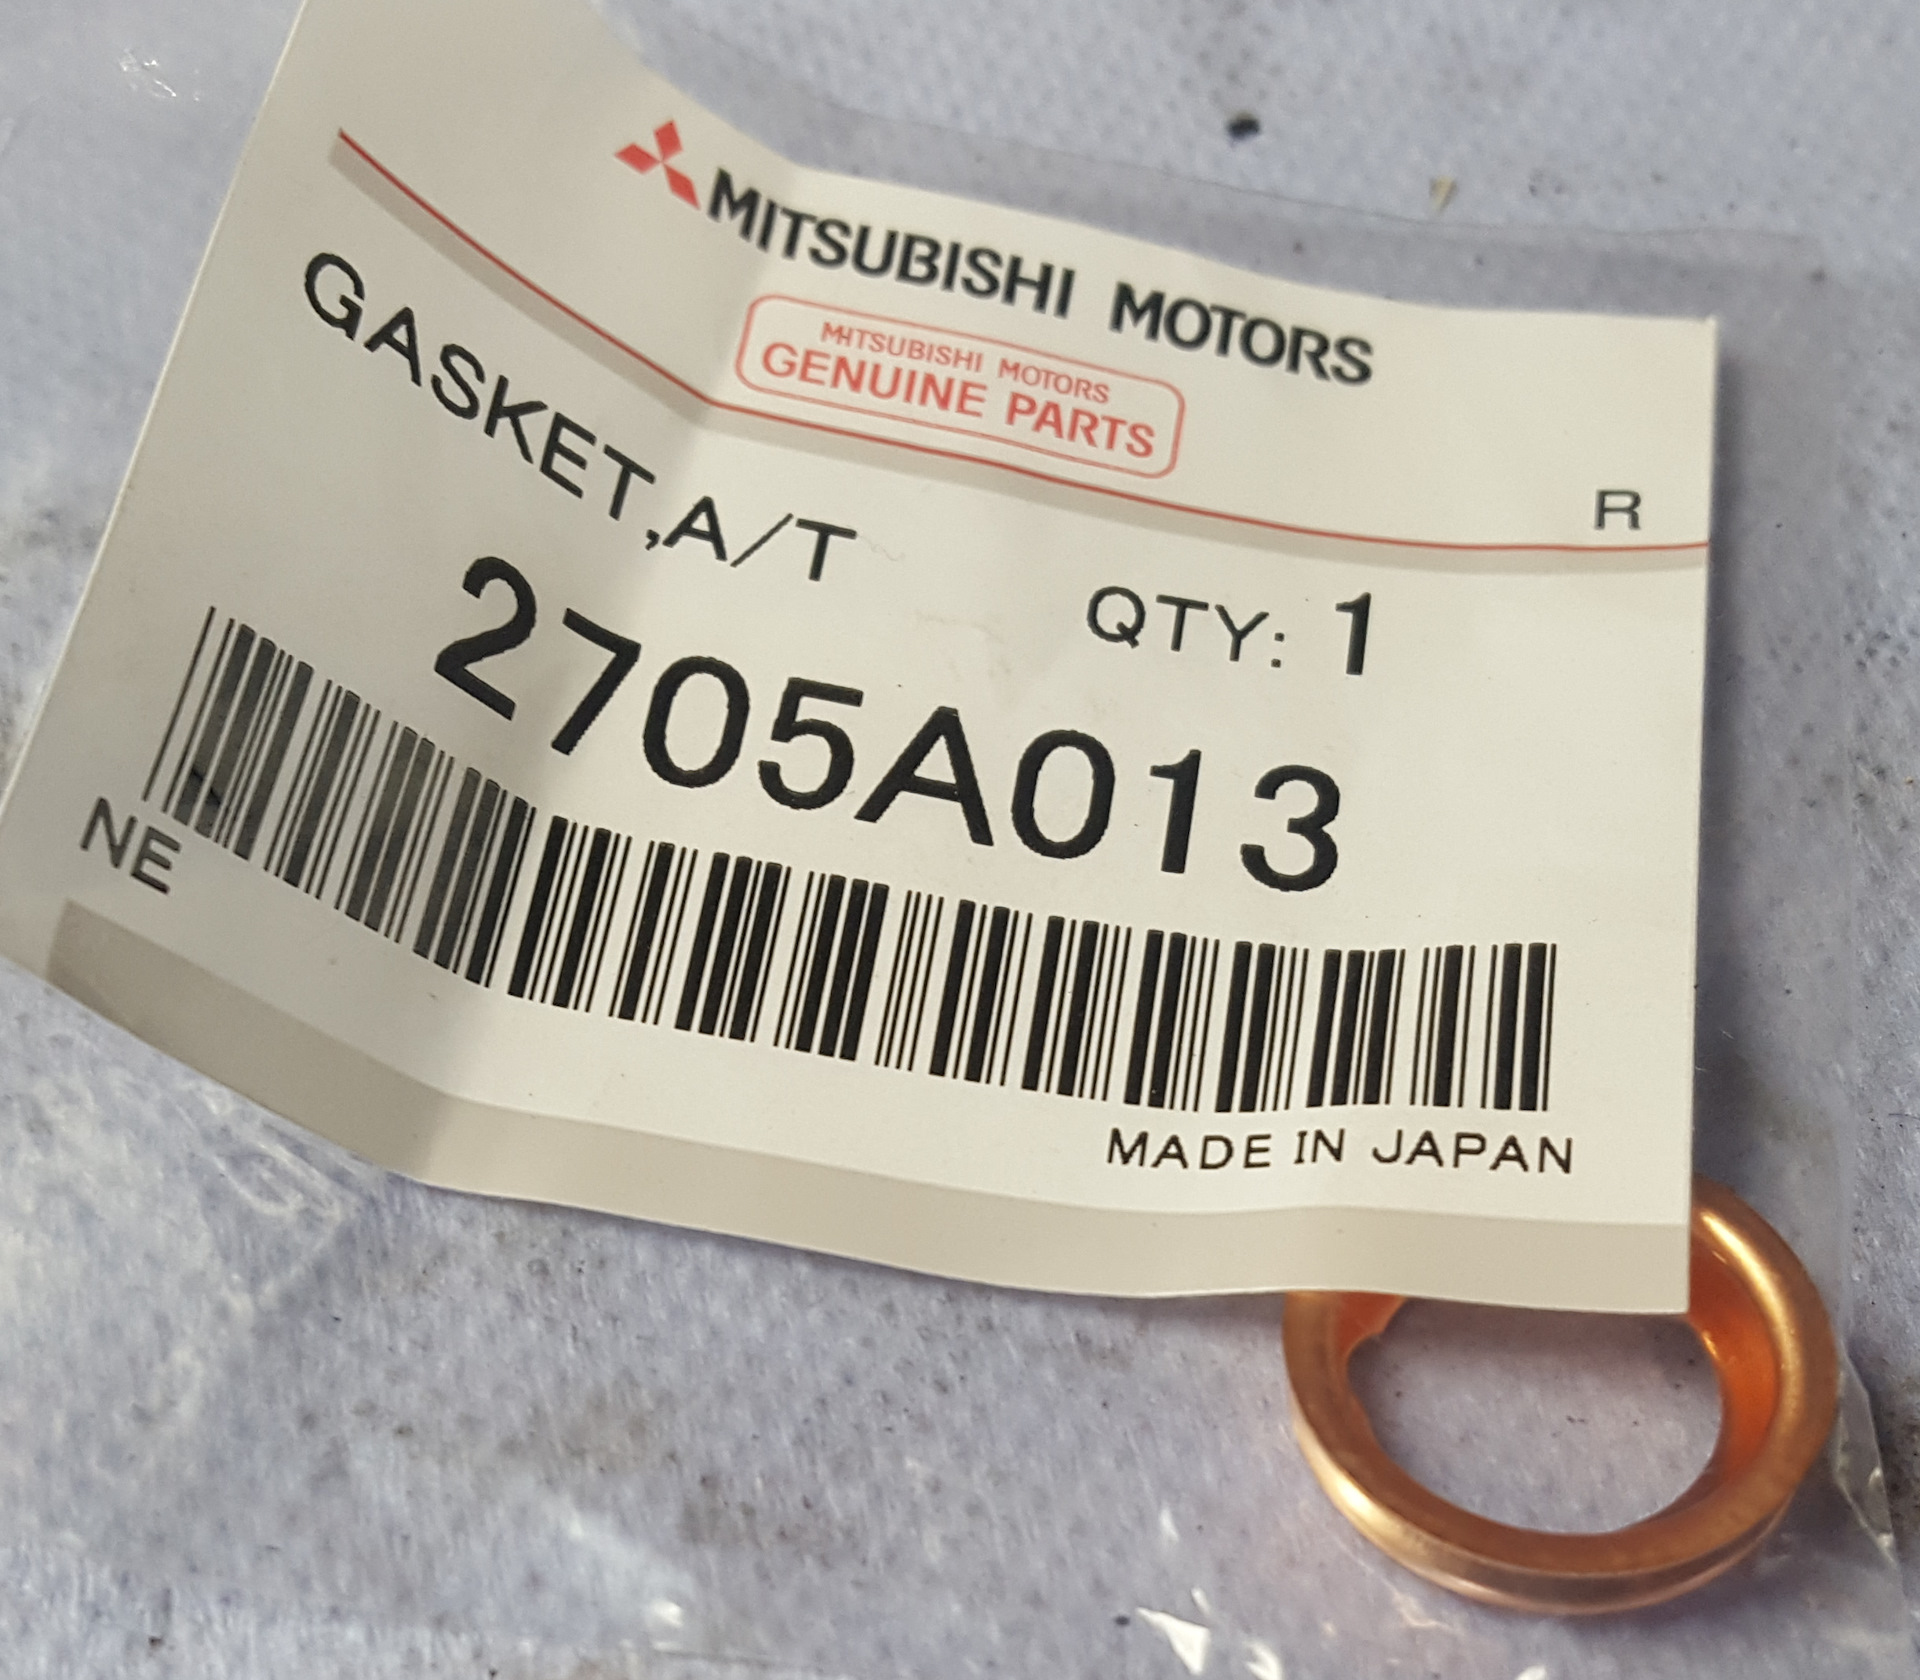 MITSUBISHI MOTORS
MITSUBISHI MOTORS
GENUINE PARTS
R
GASKET,A/T
QTY: 1
2705A013
NE
MADE IN JAPAN